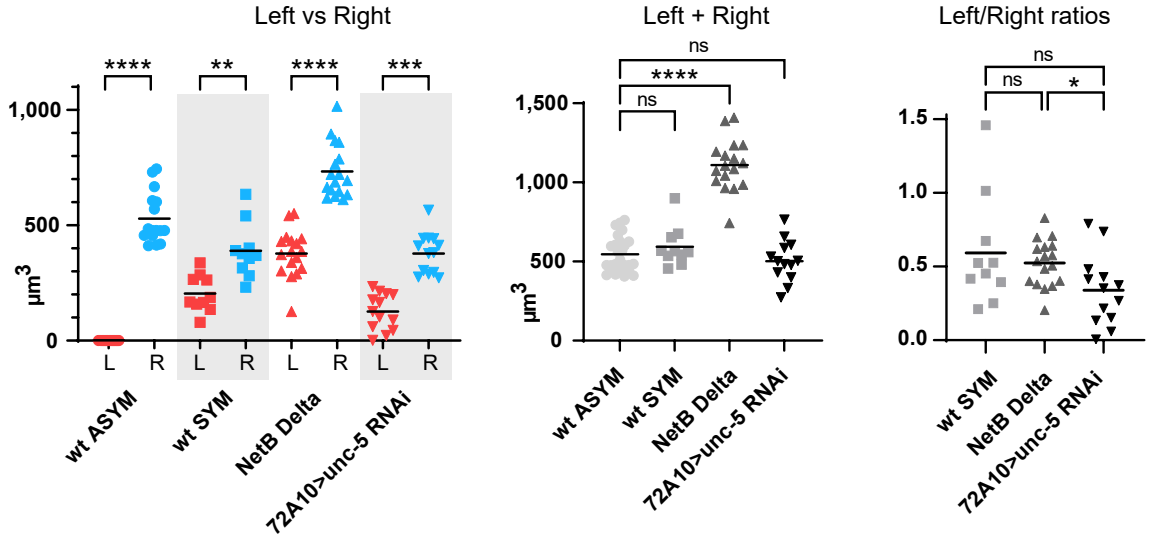 Left vs Right
**** ** **** ***
1,000
500
0
µm3
L R L R L R L R
wt ASYM
wt SYM
NetB Delta
72A10>unc-5 RNAi
Left + Right
ns
****
ns
1,500
1,000
500
0
µm3
wt ASYM
wt SYM
NetB Delta
72A10>unc-5 RNAi
Left/Right ratios
ns
ns *
1.5
1.0
0.5
0.0
wt SYM
NetB Delta
72A10>unc-5 RNAi